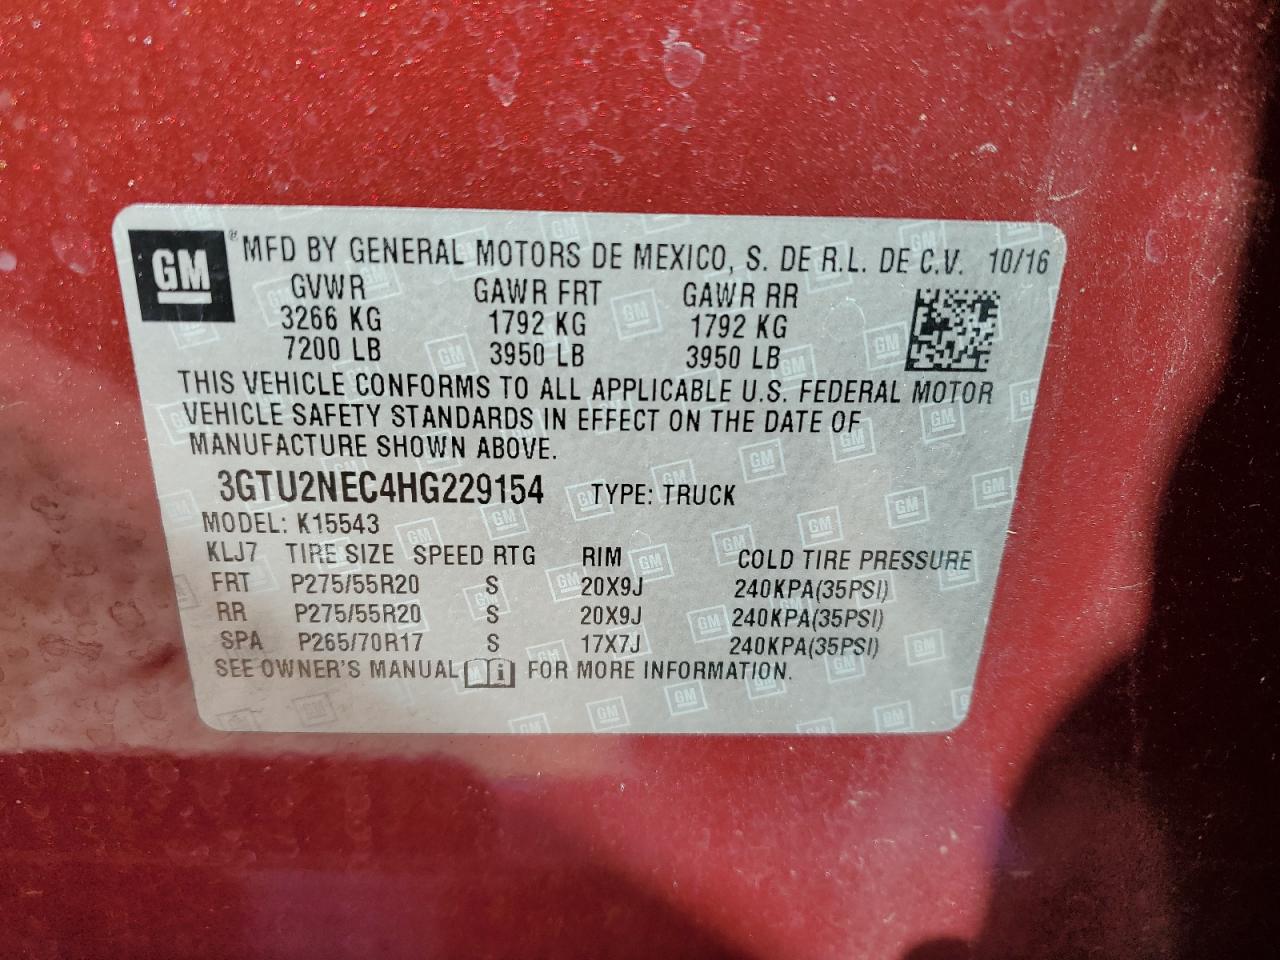 GM ® MFD BY GENERAL MOTORS DE MEXICO, S. DE R.L. DE C.V. 10/16
GVWR GAWR FRT GAWR RR
3266 KG 1792 KG 1792 KG
7200 LB 3950 LB 3950 LB
THIS VEHICLE CONFORMS TO ALL APPLICABLE U.S. FEDERAL MOTOR
VEHICLE SAFETY STANDARDS IN EFFECT ON THE DATE OF
MANUFACTURE SHOWN ABOVE.
3GTU2NEC4HG229154 TYPE: TRUCK
MODEL: K15543
KLJ7 TIRE SIZE SPEED RTG RIM COLD TIRE PRESSURE
FRT P275/55R20 S 20X9J 240KPA(35PSI)
RR P275/55R20 S 20X9J 240KPA(35PSI)
SPA P265/70R17 S 17X7J 240KPA(35PSI)
SEE OWNER'S MANUAL FOR MORE INFORMATION.